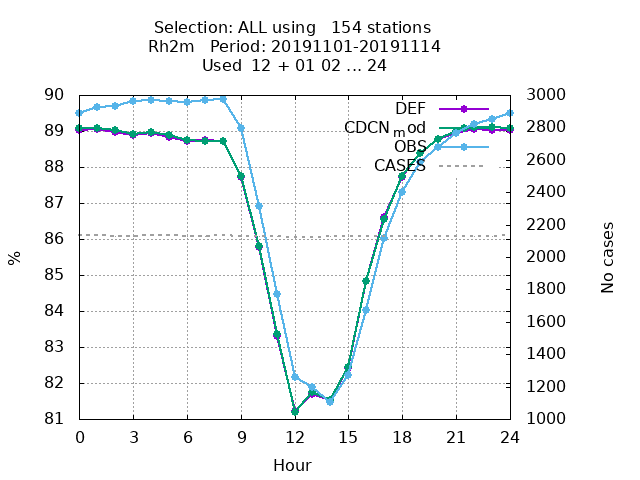 Selection: ALL using   154 stations
Rh2m   Period: 20191101-20191114
Used  12 + 01 02 ... 24
90
89
88
87
86
85
84
83
82
81
%
3000
2800
2600
2400
2200
2000
1800
1600
1400
1200
1000
No cases
DEF
CDCN_mod
OBS
CASES
0 3 6 9 12 15 18 21 24
Hour